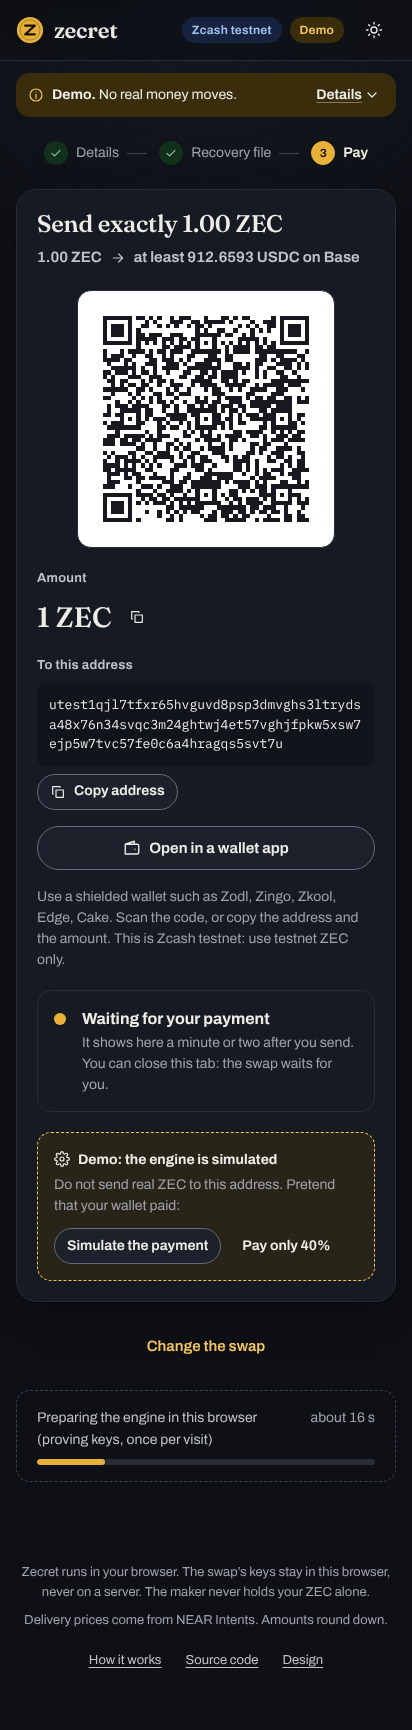 zecret
Zcash testnet
Demo
Demo. No real money moves.
Details
Details
Recovery file
3
Pay
Send exactly 1.00 ZEC
1.00 ZEC → at least 912.6593 USDC on Base
Amount
1 ZEC
To this address
utest1qjl7tfxr65hvguvd8psp3dmvghs3ltryds
a48x76n34svqc3m24ghtwj4et57vghjfpkw5xsw7
ejp5w7tvc57fe0c6a4hragqs5svt7u
Copy address
Open in a wallet app
Use a shielded wallet such as Zodl, Zingo, Zkool,
Edge, Cake. Scan the code, or copy the address and
the amount. This is Zcash testnet: use testnet ZEC
only.
Waiting for your payment
It shows here a minute or two after you send.
You can close this tab: the swap waits for
you.
Demo: the engine is simulated
Do not send real ZEC to this address. Pretend
that your wallet paid:
Simulate the payment
Pay only 40%
Change the swap
Preparing the engine in this browser
(proving keys, once per visit)
about 16 s
Zecret runs in your browser. The swap's keys stay in this browser,
never on a server. The maker never holds your ZEC alone.
Delivery prices come from NEAR Intents. Amounts round down.
How it works
Source code
Design